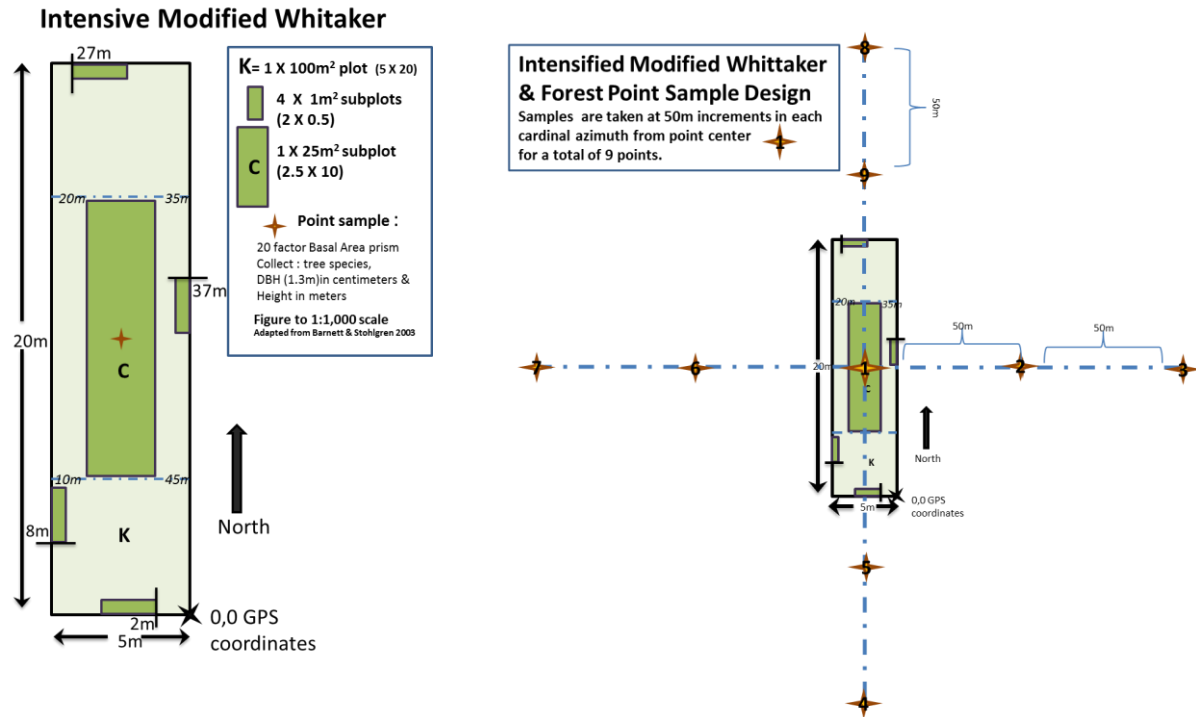 Intensive Modified Whitaker
27m
K= 1 X 100m² plot (5 X 20)
4 X 1m² subplots
(2 X 0.5)
C
1 X 25m² subplot
(2.5 X 10)
Point sample :
20 factor Basal Area prism
Collect : tree species,
DBH (1.3m)in centimeters &
Height in meters
Figure to 1:1,000 scale
Adapted from Barnett & Stohlgren 2003
20m
35m
37m
20m
C
10m
45m
8m
K
North
2m
5m
0,0 GPS
coordinates
Intensified Modified Whittaker
& Forest Point Sample Design
Samples are taken at 50m increments in each
cardinal azimuth from point center
for a total of 9 points.
1
8
50m
9
20m
35m
50m
50m
7
6
20m
1
2
3
C
North
K
5m
0,0 GPS
coordinates
5
4